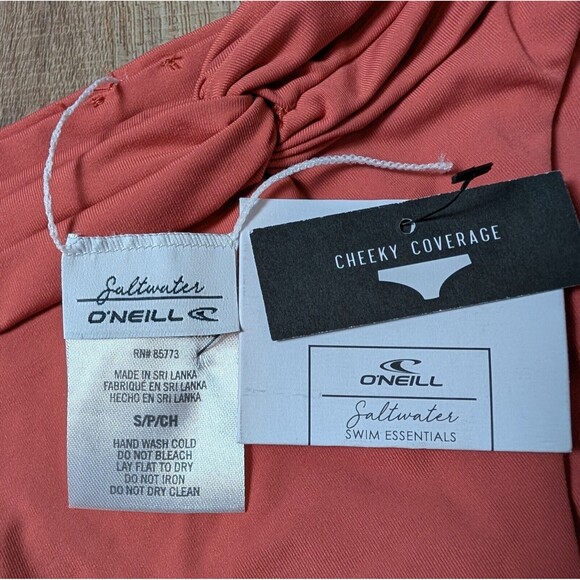 Saltwater
O'NEILL
RN# 85773
MADE IN SRI LANKA
FABRIQUÉ EN SRI LANKA
HECHO EN SRI LANKA
S/P/CH
HAND WASH COLD
DO NOT BLEACH
LAY FLAT TO DRY
DO NOT IRON
DO NOT DRY CLEAN
CHEEKY COVERAGE
O'NEILL
Saltwater
SWIM ESSENTIALS